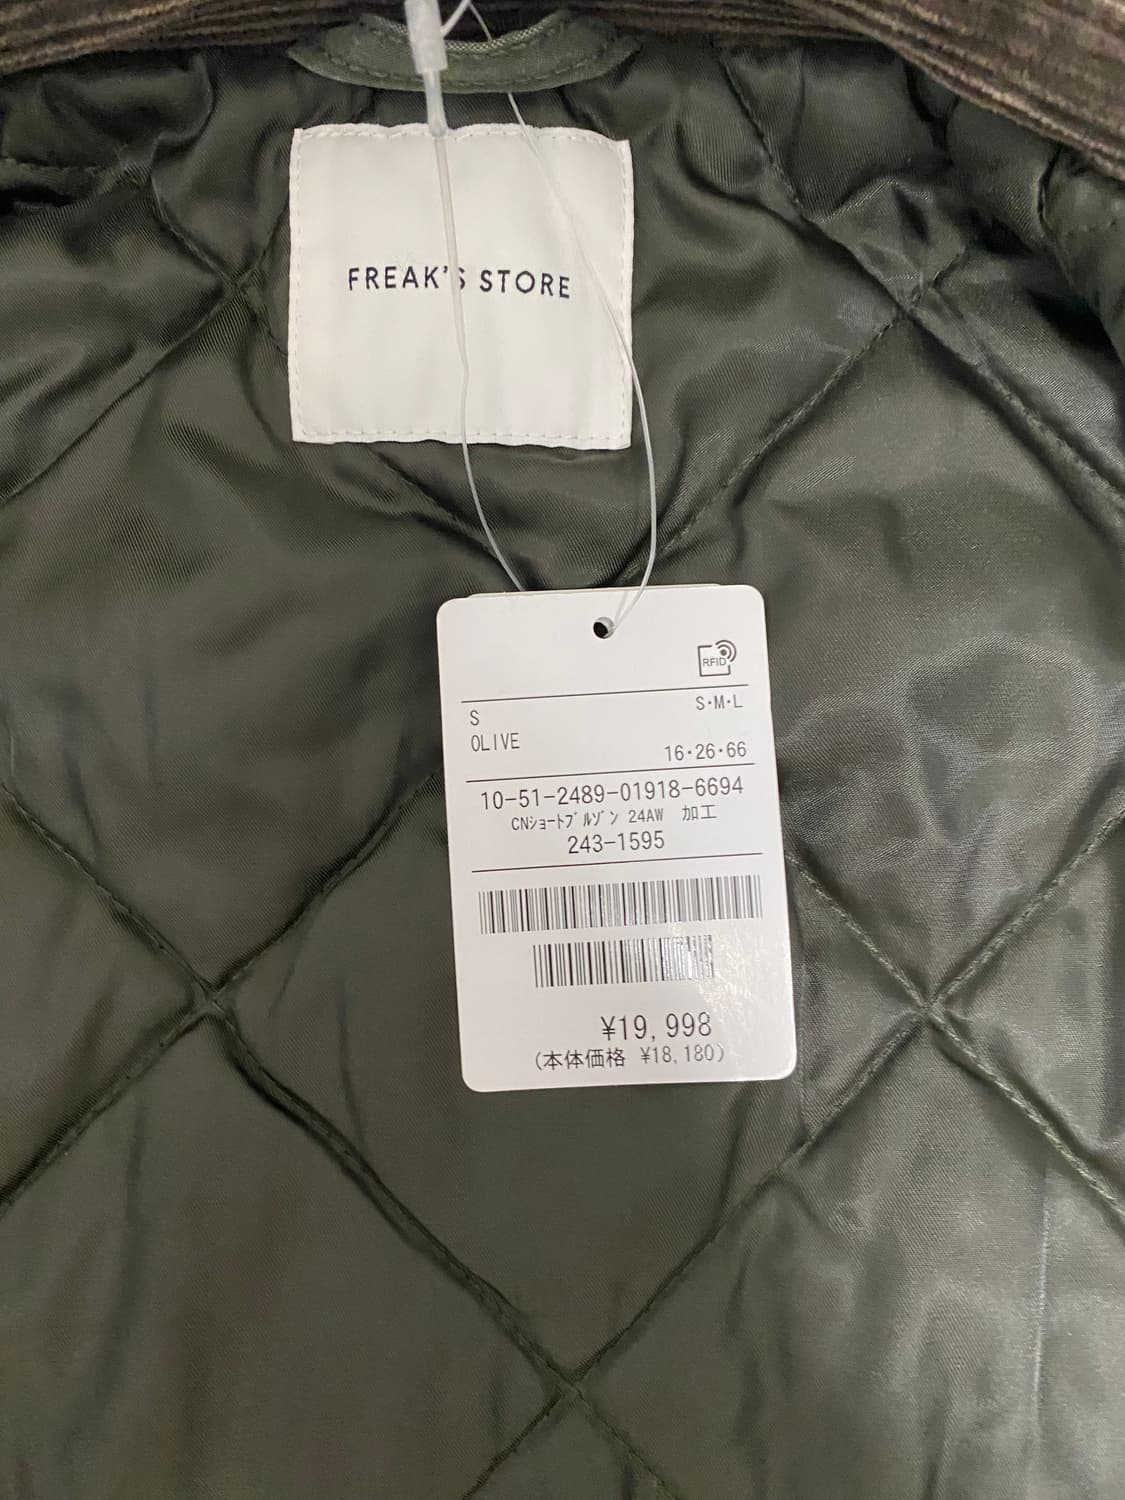 FREAK'S STORE
RFID
S S・M・L
OLIVE
16・26・66
10-51-2489-01918-6694
CNｼｮｰﾄﾌﾞﾙｿﾞﾝ 24AW 加工
243-1595
¥19,998
(本体価格 ¥18,180)